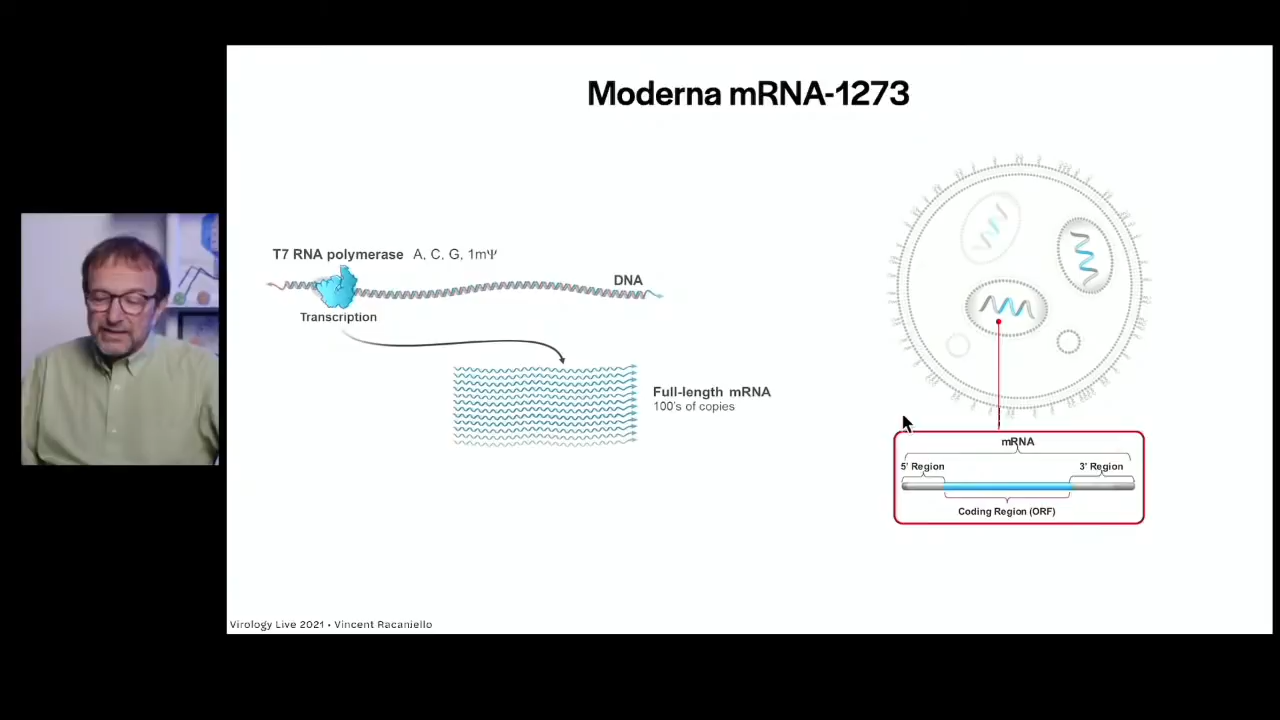 Moderna mRNA-1273
T7 RNA polymerase A, C, G, 1mΨ
DNA
Transcription
Full-length mRNA
100's of copies
mRNA
5' Region
3' Region
Coding Region (ORF)
Virology Live 2021 • Vincent Racaniello